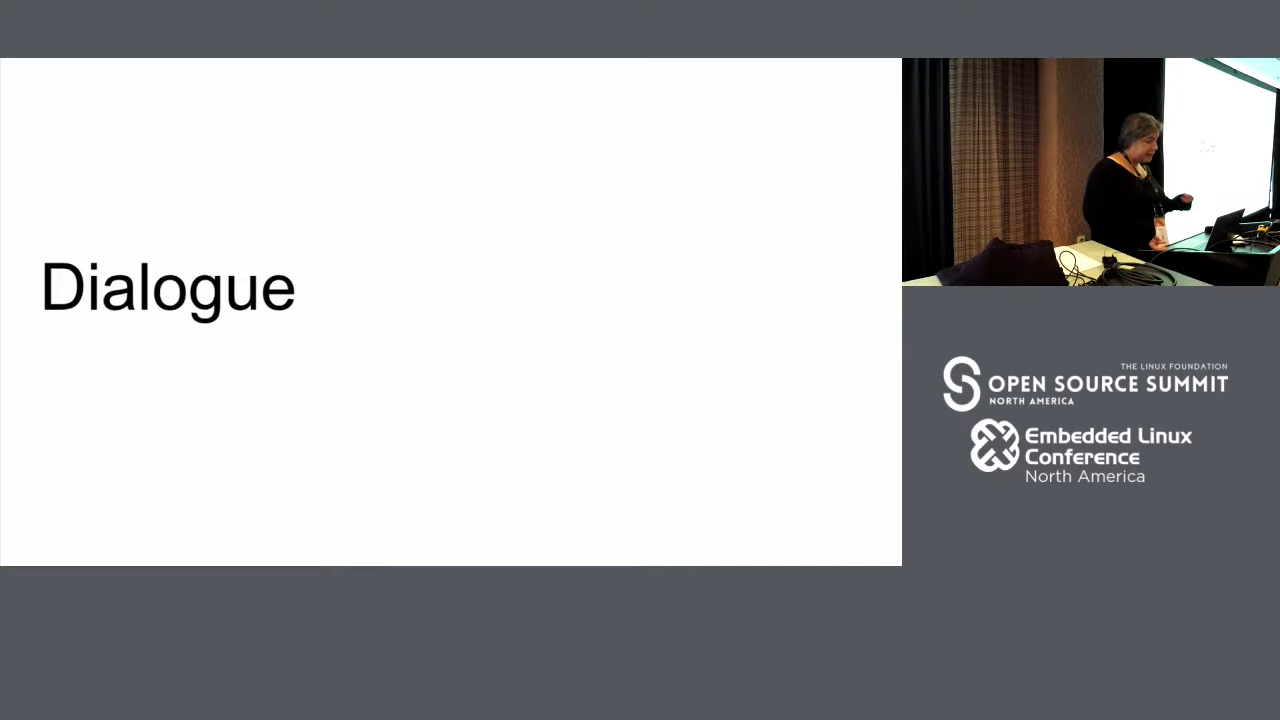 Dialogue
THE LINUX FOUNDATION
OPEN SOURCE SUMMIT
NORTH AMERICA
Embedded Linux
Conference
North America